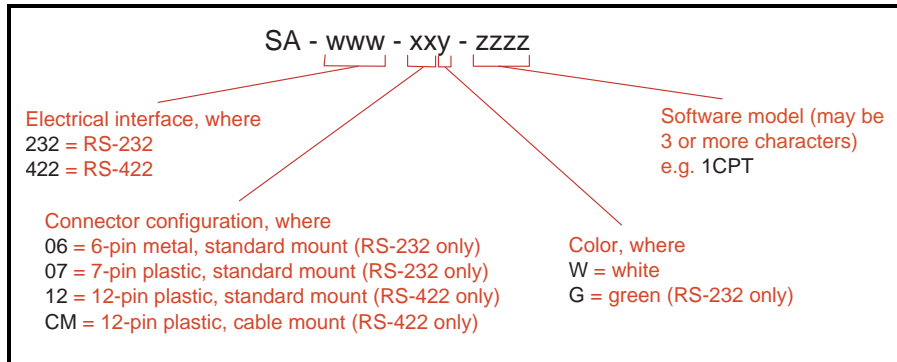 SA - www - xxy - zzzz
Electrical interface, where
232 = RS-232
422 = RS-422
Software model (may be
3 or more characters)
e.g. 1CPT
Connector configuration, where
06 = 6-pin metal, standard mount (RS-232 only)
07 = 7-pin plastic, standard mount (RS-232 only)
12 = 12-pin plastic, standard mount (RS-422 only)
CM = 12-pin plastic, cable mount (RS-422 only)
Color, where
W = white
G = green (RS-232 only)